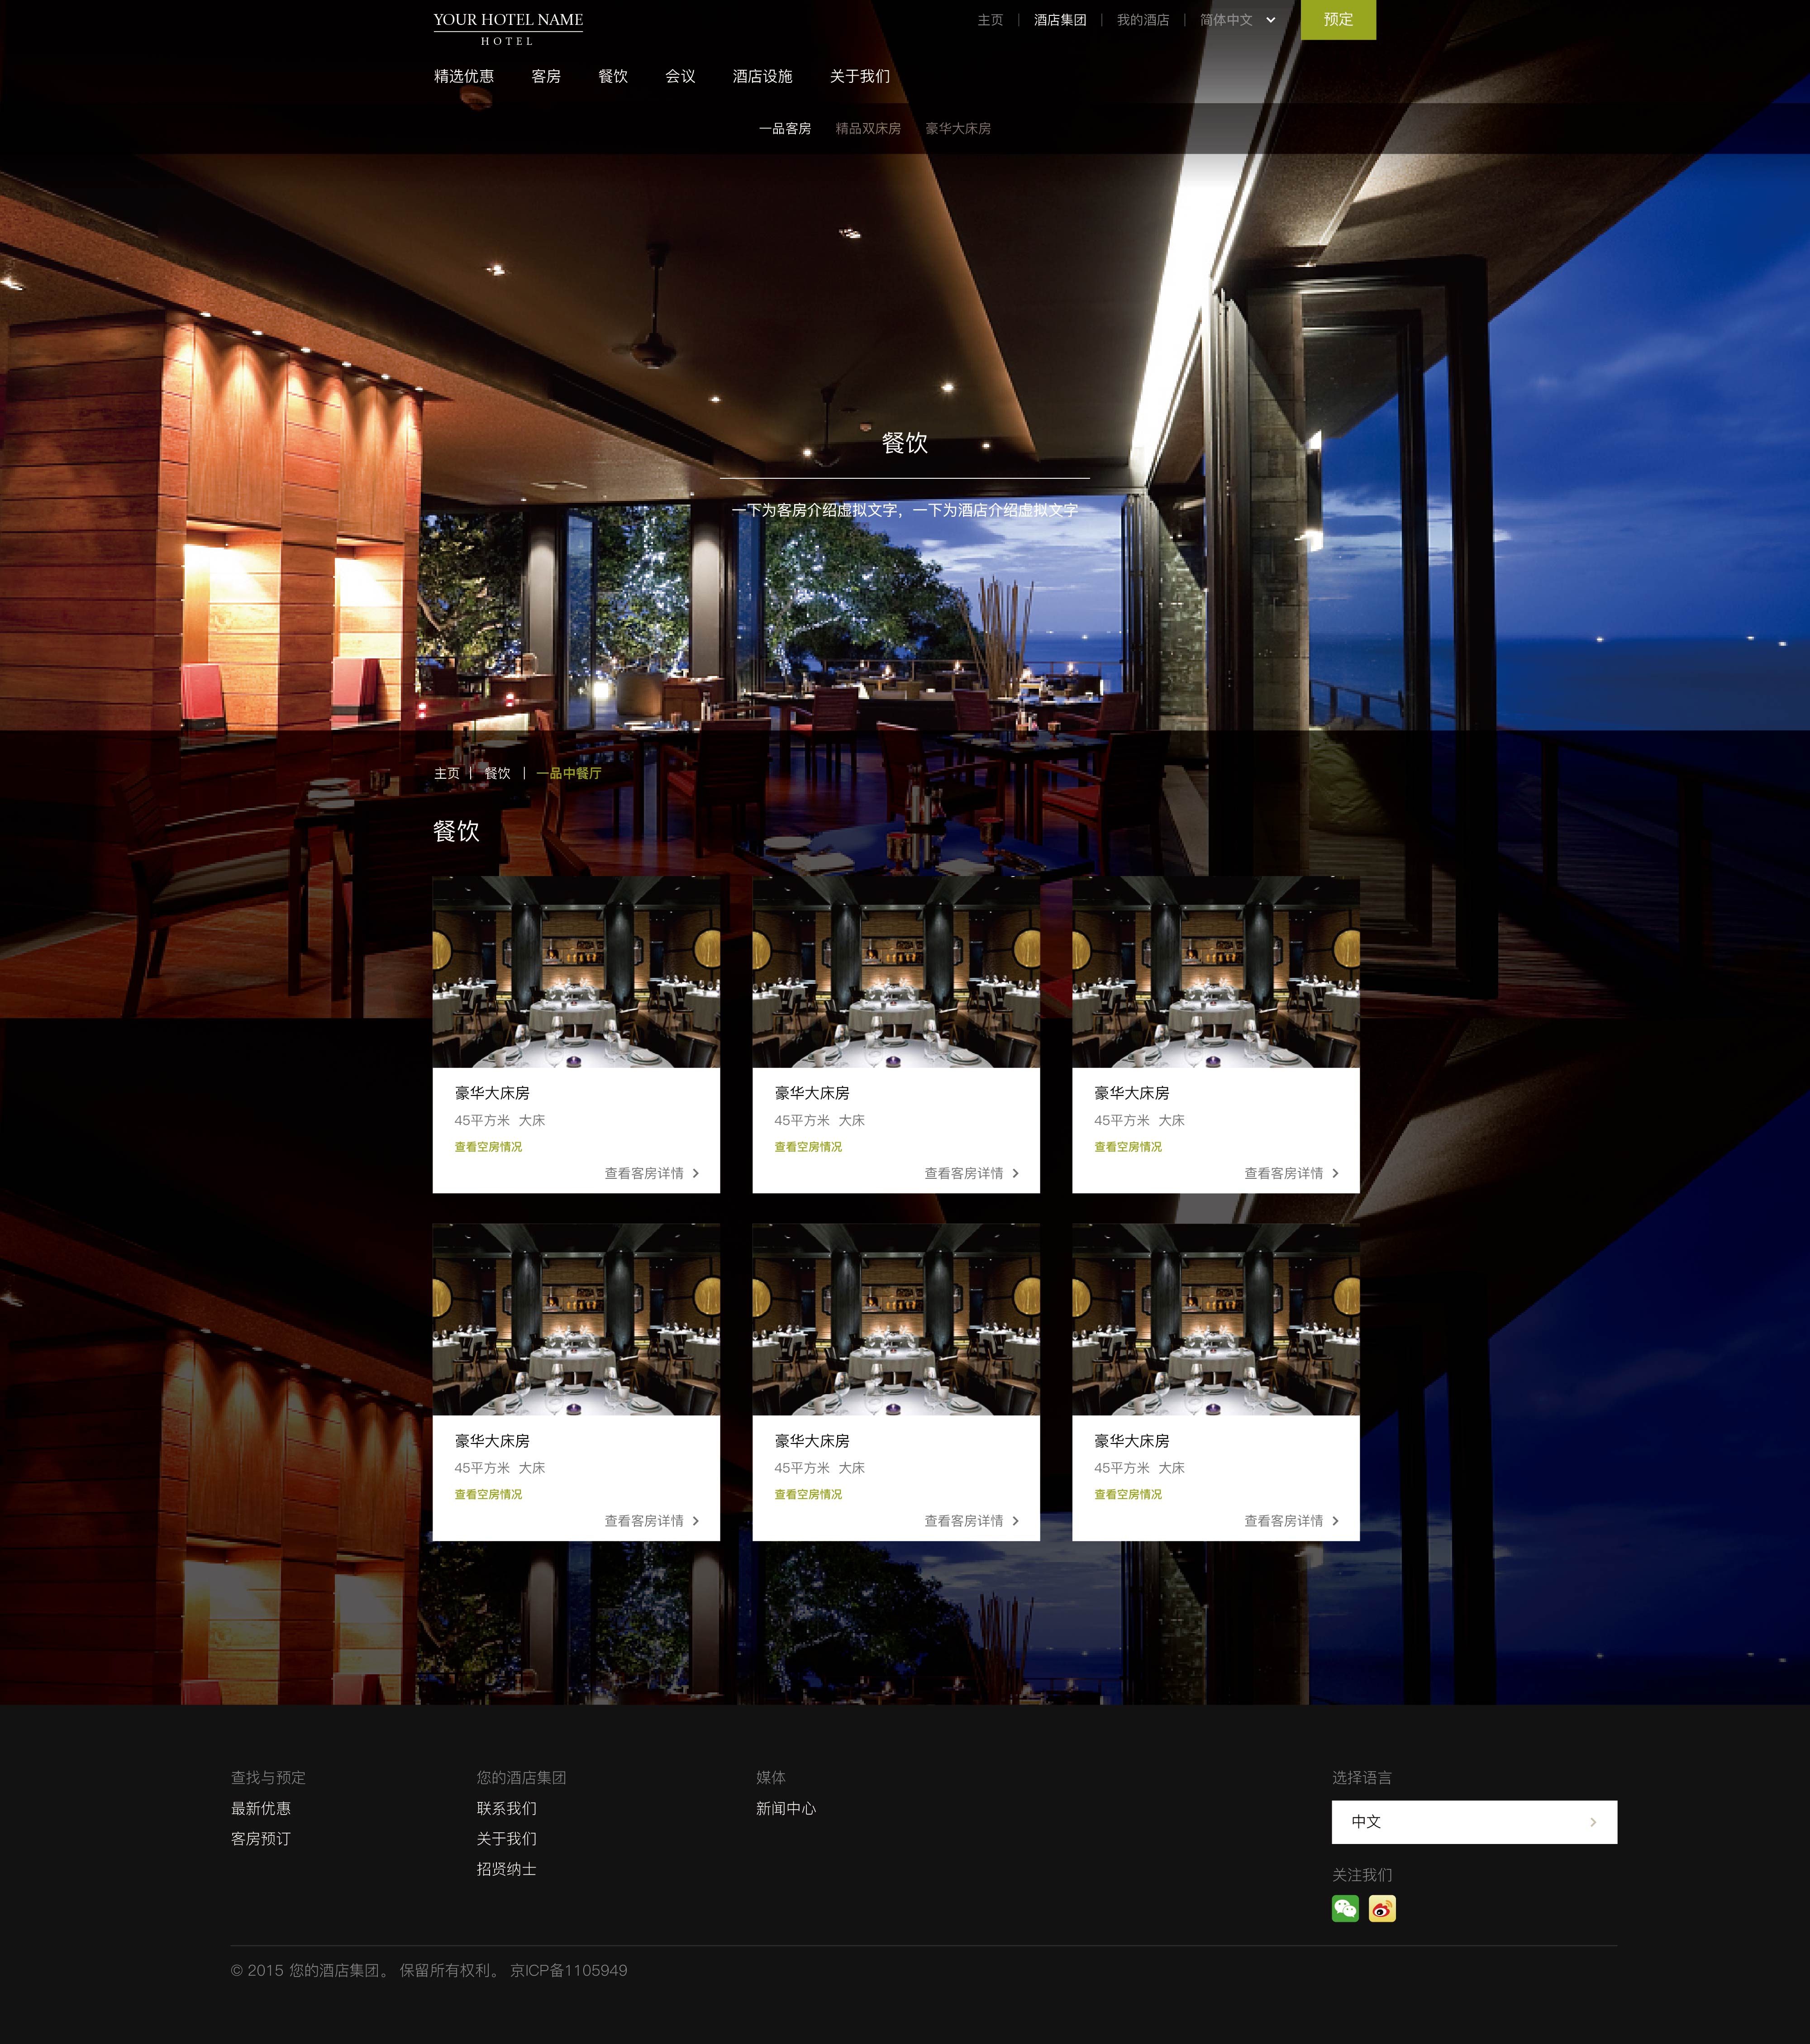 YOUR HOTEL NAME
HOTEL
主页 | 酒店集团 | 我的酒店 | 简体中文
预定
精选优惠 客房 餐饮 会议 酒店设施 关于我们
一品客房 精品双床房 豪华大床房
餐饮
一下为客房介绍虚拟文字，一下为酒店介绍虚拟文字
主页 | 餐饮 | 一品中餐厅
餐饮
豪华大床房
45平方米 大床
查看空房情况
查看客房详情
豪华大床房
45平方米 大床
查看空房情况
查看客房详情
豪华大床房
45平方米 大床
查看空房情况
查看客房详情
豪华大床房
45平方米 大床
查看空房情况
查看客房详情
豪华大床房
45平方米 大床
查看空房情况
查看客房详情
豪华大床房
45平方米 大床
查看空房情况
查看客房详情
查找与预定
最新优惠
客房预订
您的酒店集团
联系我们
关于我们
招贤纳士
媒体
新闻中心
选择语言
中文
关注我们
© 2015 您的酒店集团。 保留所有权利。 京ICP备1105949